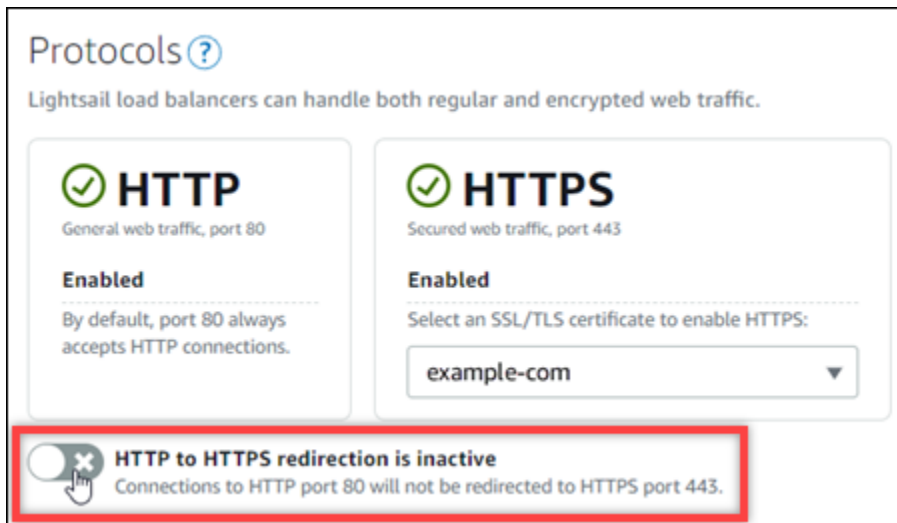 Protocols ?
Lightsail load balancers can handle both regular and encrypted web traffic.
HTTP
General web traffic, port 80
Enabled
By default, port 80 always
accepts HTTP connections.
HTTPS
Secured web traffic, port 443
Enabled
Select an SSL/TLS certificate to enable HTTPS:
example-com
HTTP to HTTPS redirection is inactive
Connections to HTTP port 80 will not be redirected to HTTPS port 443.